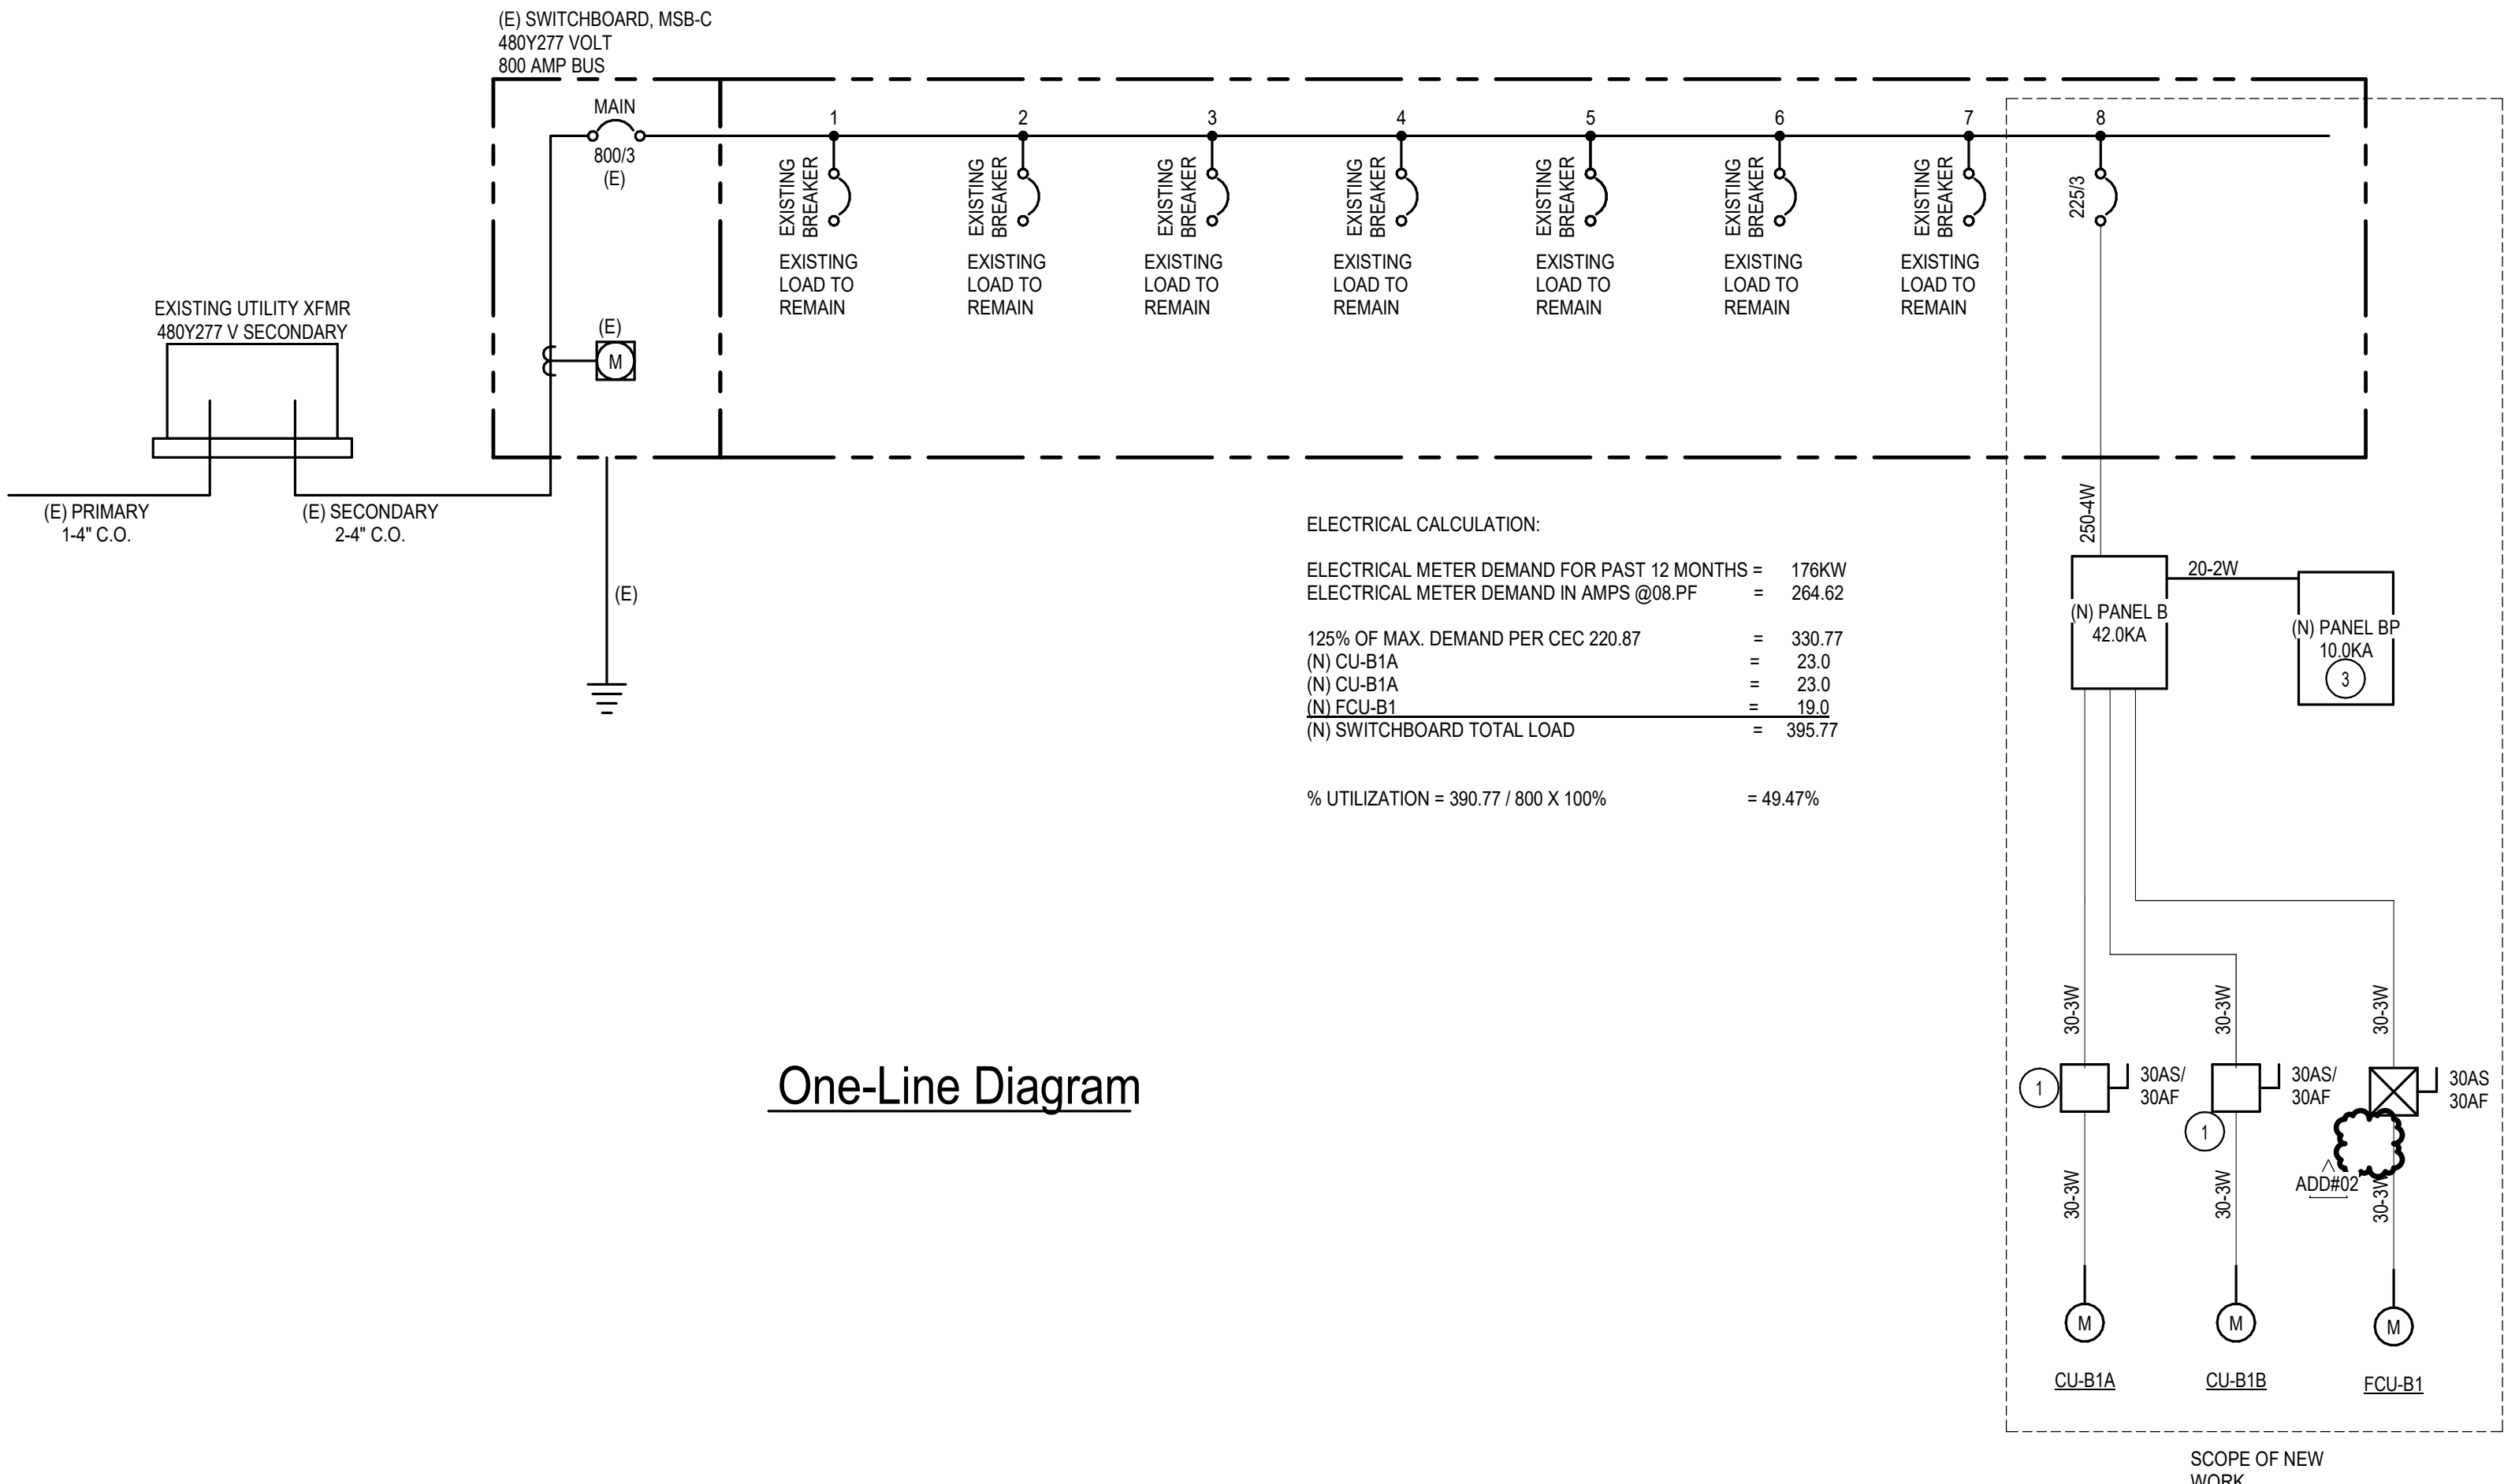 (E) SWITCHBOARD, MSB-C
480Y277 VOLT
800 AMP BUS
MAIN
800/3
(E)
1
EXISTING
BREAKER
EXISTING
LOAD TO
REMAIN
2
EXISTING
BREAKER
EXISTING
LOAD TO
REMAIN
3
EXISTING
BREAKER
EXISTING
LOAD TO
REMAIN
4
EXISTING
BREAKER
EXISTING
LOAD TO
REMAIN
5
EXISTING
BREAKER
EXISTING
LOAD TO
REMAIN
6
EXISTING
BREAKER
EXISTING
LOAD TO
REMAIN
7
EXISTING
BREAKER
EXISTING
LOAD TO
REMAIN
8
225/3
EXISTING UTILITY XFMR
480Y277 V SECONDARY
(E)
M
(E) PRIMARY
1-4" C.O.
(E) SECONDARY
2-4" C.O.
(E)
ELECTRICAL CALCULATION:
ELECTRICAL METER DEMAND FOR PAST 12 MONTHS = 176KW
ELECTRICAL METER DEMAND IN AMPS @08.PF = 264.62
125% OF MAX. DEMAND PER CEC 220.87 = 330.77
(N) CU-B1A = 23.0
(N) CU-B1A = 23.0
(N) FCU-B1 = 19.0
(N) SWITCHBOARD TOTAL LOAD = 395.77
% UTILIZATION = 390.77 / 800 X 100% = 49.47%
250-4W
(N) PANEL B
42.0KA
20-2W
(N) PANEL BP
10.0KA
3
30-3W
30-3W
30-3W
1
30AS/
30AF
1
30AS/
30AF
30AS
30AF
ADD#02
30-3W
30-3W
30-3W
M
M
M
CU-B1A
CU-B1B
FCU-B1
One-Line Diagram
SCOPE OF NEW
WORK